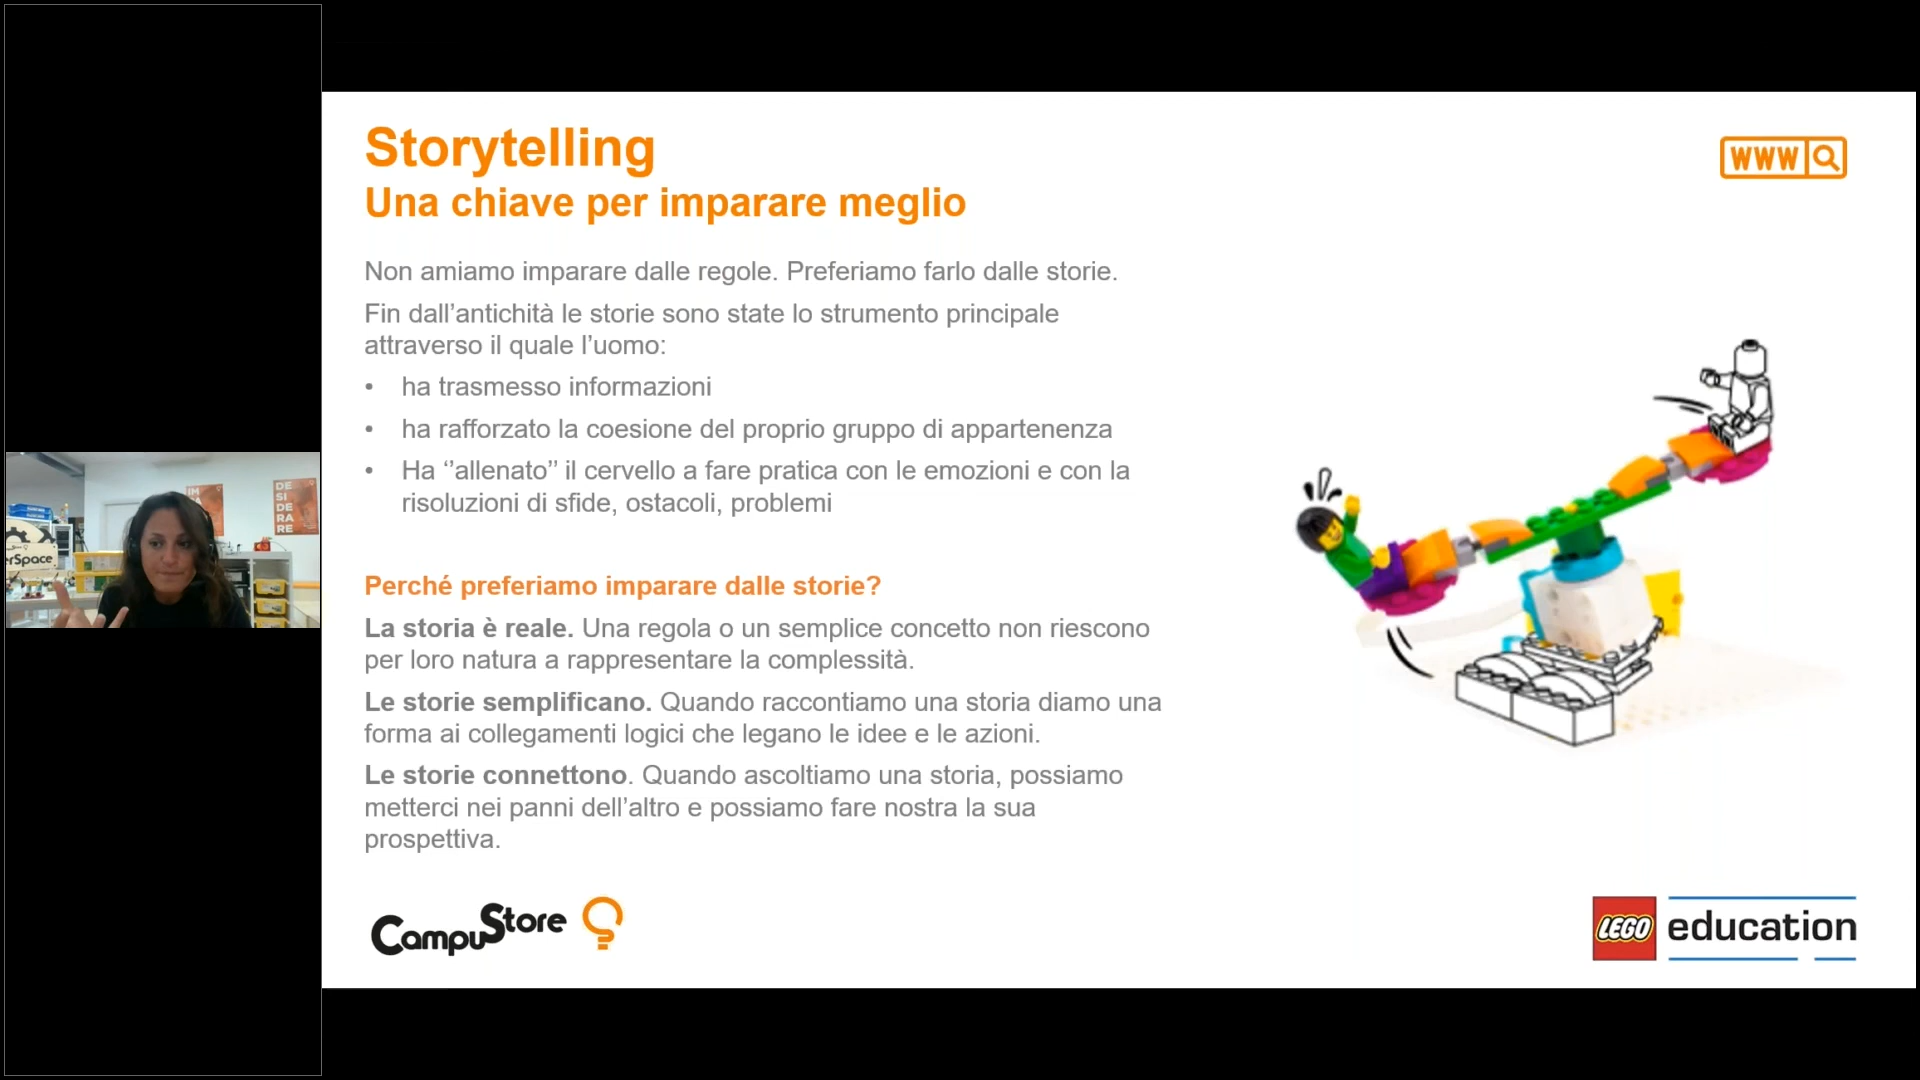 Storytelling
Una chiave per imparare meglio
WWW
Non amiamo imparare dalle regole. Preferiamo farlo dalle storie.
Fin dall’antichità le storie sono state lo strumento principale
attraverso il quale l’uomo:
• ha trasmesso informazioni
• ha rafforzato la coesione del proprio gruppo di appartenenza
• Ha ‘’allenato’’ il cervello a fare pratica con le emozioni e con la
risoluzioni di sfide, ostacoli, problemi
Perché preferiamo imparare dalle storie?
La storia è reale. Una regola o un semplice concetto non riescono
per loro natura a rappresentare la complessità.
Le storie semplificano. Quando raccontiamo una storia diamo una
forma ai collegamenti logici che legano le idee e le azioni.
Le storie connettono. Quando ascoltiamo una storia, possiamo
metterci nei panni dell’altro e possiamo fare nostra la sua
prospettiva.
CampuStore
LEGO education
erSpace
DE
SI
DE
RA
RE